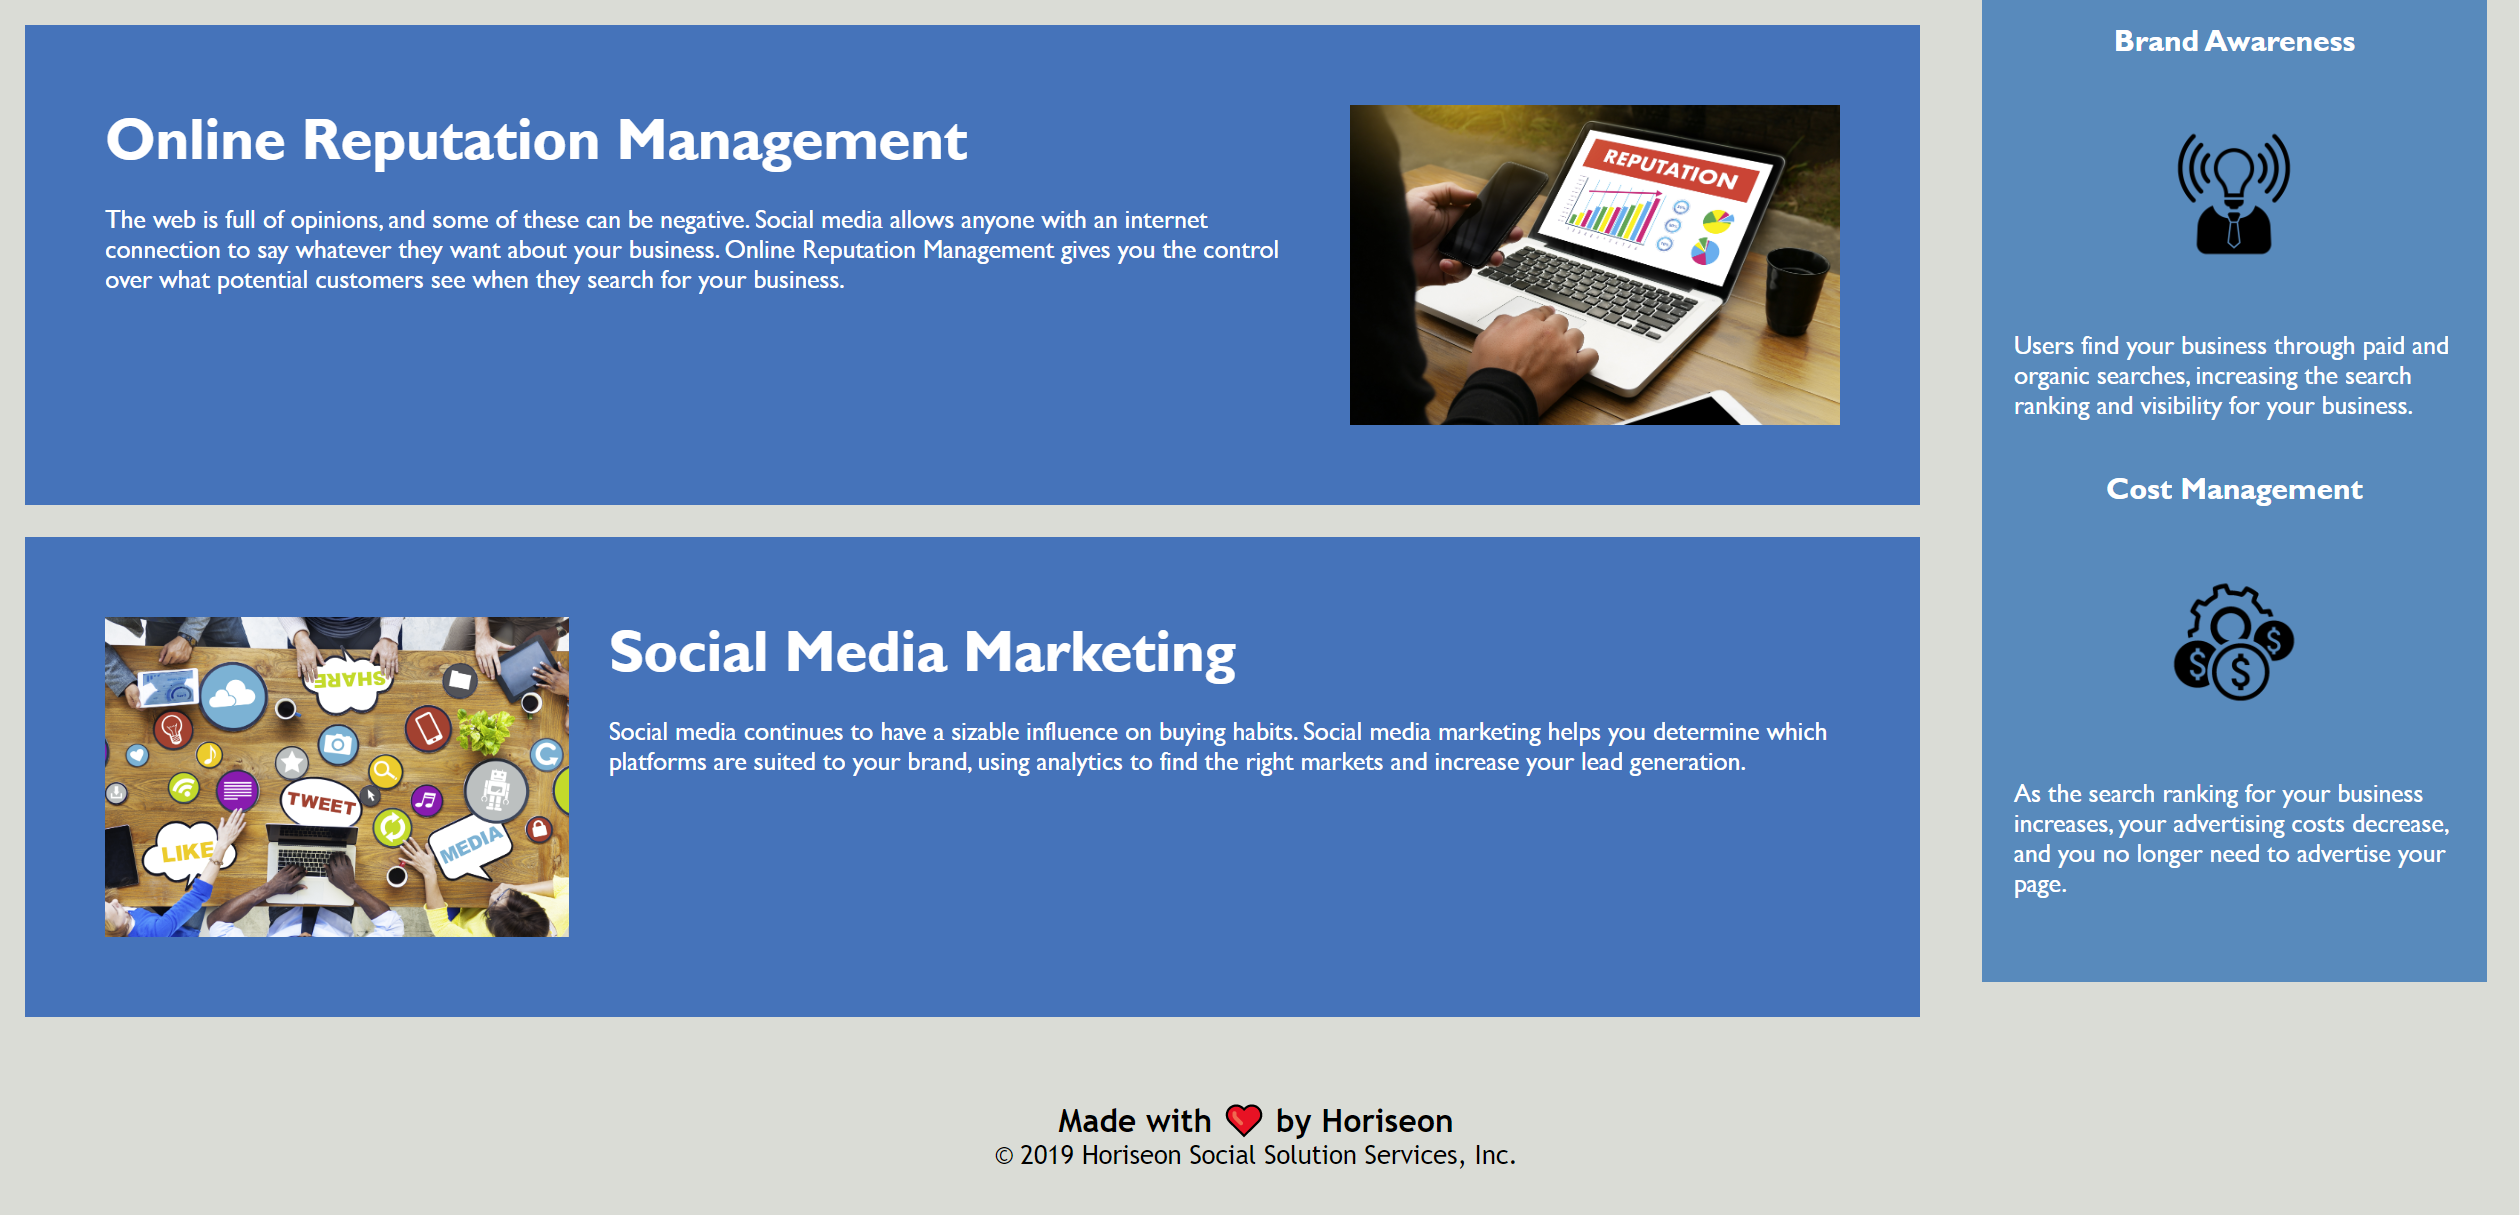 Online Reputation Management
The web is full of opinions, and some of these can be negative. Social media allows anyone with an internet
connection to say whatever they want about your business. Online Reputation Management gives you the control
over what potential customers see when they search for your business.
REPUTATION
SHARE
TWEET
LIKE
MEDIA
Social Media Marketing
Social media continues to have a sizable influence on buying habits. Social media marketing helps you determine which
platforms are suited to your brand, using analytics to find the right markets and increase your lead generation.
Brand Awareness
Users find your business through paid and
organic searches, increasing the search
ranking and visibility for your business.
Cost Management
$
$
$
As the search ranking for your business
increases, your advertising costs decrease,
and you no longer need to advertise your
page.
Made with ❤️ by Horiseon
© 2019 Horiseon Social Solution Services, Inc.